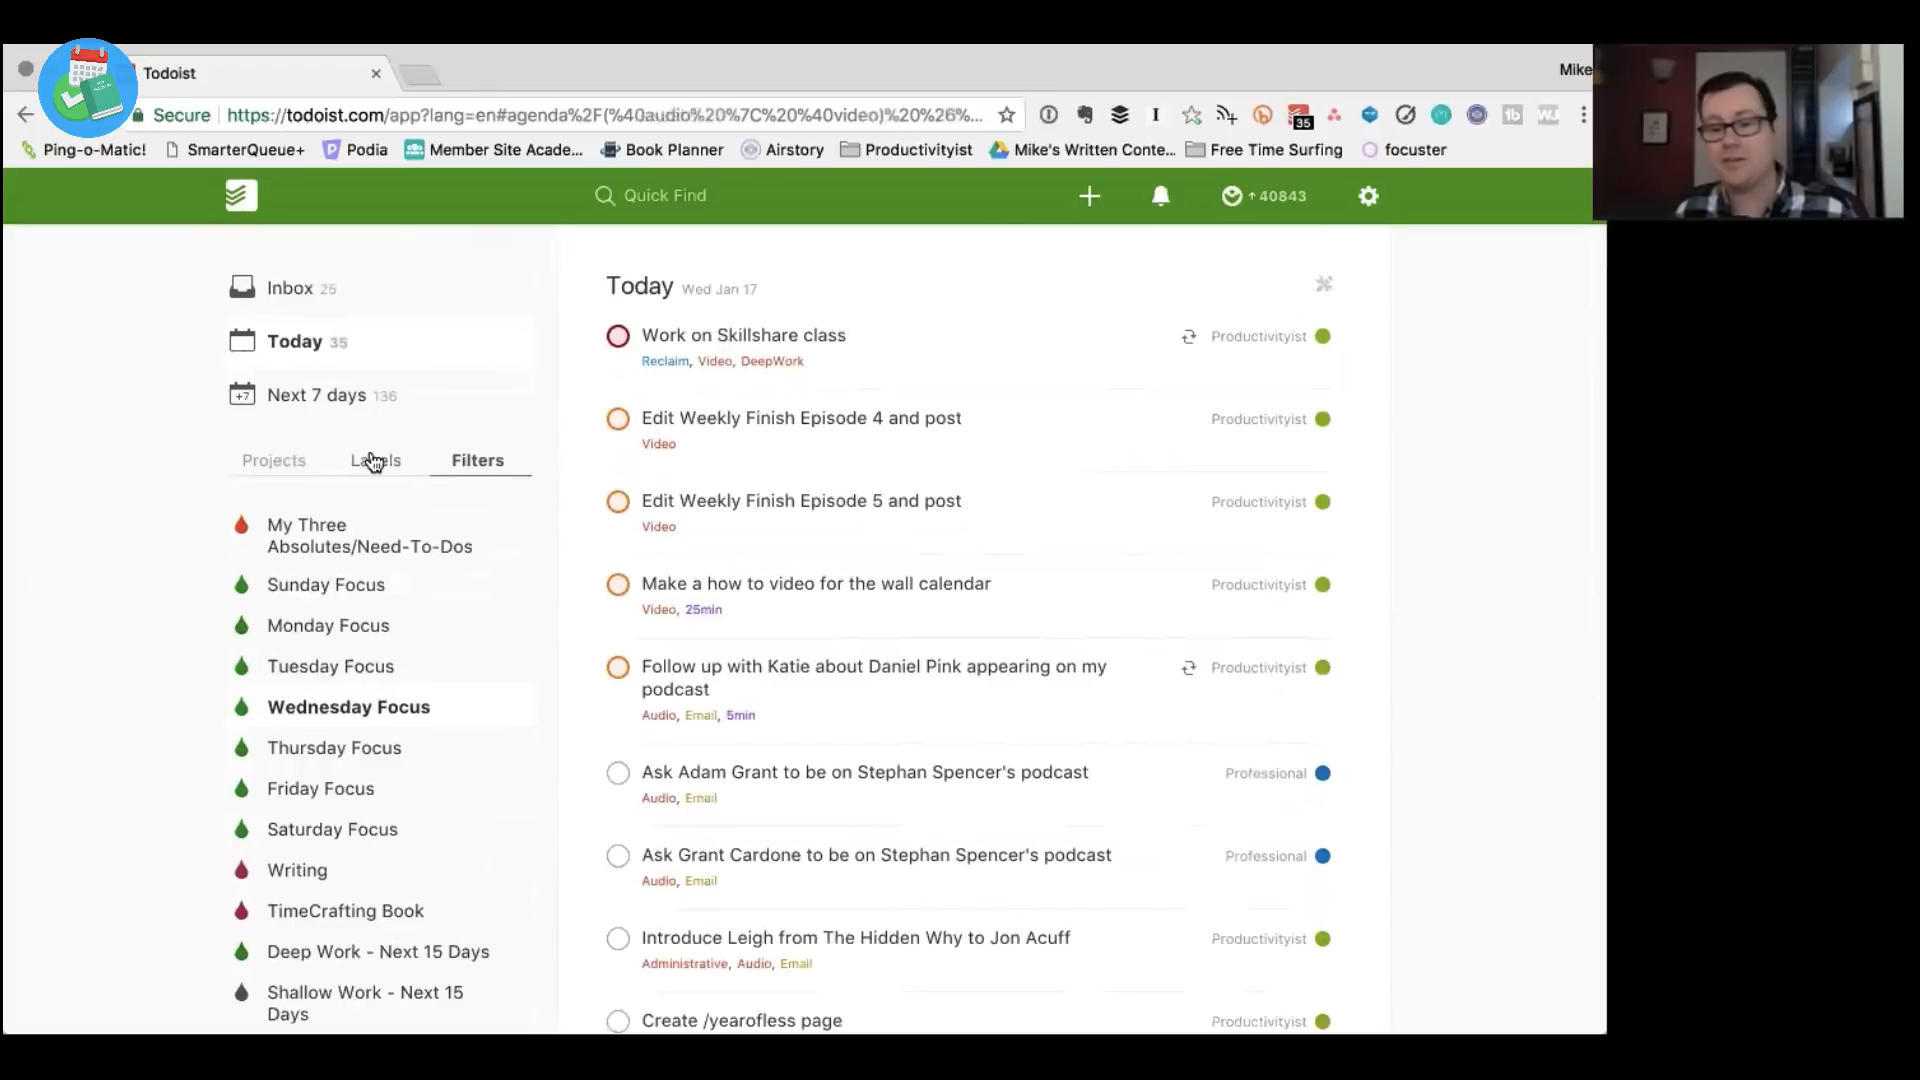 Todoist
Mike
Secure https://todoist.com/app?lang=en#agenda%2F(%40audio%20%7C%20%40video)%20%26%...
35
Ping-o-Matic! SmarterQueue+ Podia Member Site Acade... Book Planner Airstory Productivityist Mike's Written Conte... Free Time Surfing focuster
Quick Find
40843
Inbox 25
Today 35
+7 Next 7 days 136
Projects Labels Filters
My Three
Absolutes/Need-To-Dos
Sunday Focus
Monday Focus
Tuesday Focus
Wednesday Focus
Thursday Focus
Friday Focus
Saturday Focus
Writing
TimeCrafting Book
Deep Work - Next 15 Days
Shallow Work - Next 15
Days
Today Wed Jan 17
Work on Skillshare class Productivityist
Reclaim, Video, DeepWork
Edit Weekly Finish Episode 4 and post Productivityist
Video
Edit Weekly Finish Episode 5 and post Productivityist
Video
Make a how to video for the wall calendar Productivityist
Video, 25min
Follow up with Katie about Daniel Pink appearing on my Productivityist
podcast
Audio, Email, 5min
Ask Adam Grant to be on Stephan Spencer's podcast Professional
Audio, Email
Ask Grant Cardone to be on Stephan Spencer's podcast Professional
Audio, Email
Introduce Leigh from The Hidden Why to Jon Acuff Productivityist
Administrative, Audio, Email
Create /yearofless page Productivityist